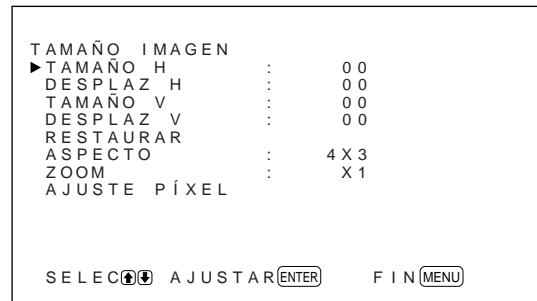 TAMAÑO IMAGEN
▶TAMAÑO H : 00
DESPLAZ H : 00
TAMAÑO V : 00
DESPLAZ V : 00
RESTAURAR
ASPECTO : 4X3
ZOOM : X1
AJUSTE PÍXEL
SELEC↑↓ AJUSTAR ENTER FIN MENU